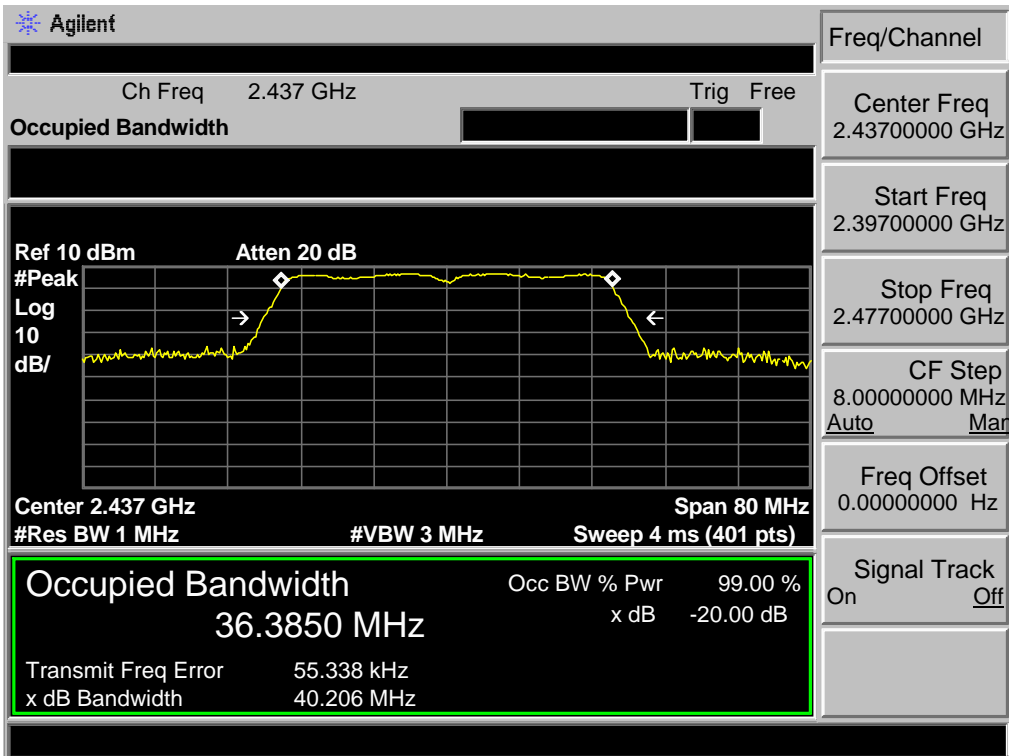 Agilent
Freq/Channel
Ch Freq 2.437 GHz Trig Free
Occupied Bandwidth
Center Freq
2.43700000 GHz
Start Freq
2.39700000 GHz
Ref 10 dBm Atten 20 dB
#Peak
Log
10
dB/
Stop Freq
2.47700000 GHz
CF Step
8.00000000 MHz
Auto Man
Center 2.437 GHz Span 80 MHz
#Res BW 1 MHz #VBW 3 MHz Sweep 4 ms (401 pts)
Freq Offset
0.00000000 Hz
Occupied Bandwidth Occ BW % Pwr 99.00 %
36.3850 MHz x dB -20.00 dB
Transmit Freq Error 55.338 kHz
x dB Bandwidth 40.206 MHz
Signal Track
On Off